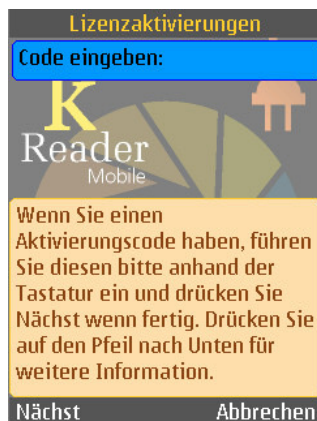 Lizenzaktivierungen
Code eingeben:
K
Reader
Mobile
Wenn Sie einen
Aktivierungscode haben, führen
Sie diesen bitte anhand der
Tastatur ein und drücken Sie
Nächst wenn fertig. Drücken Sie
auf den Pfeil nach Unten für
weitere Information.
Nächst Abbrechen